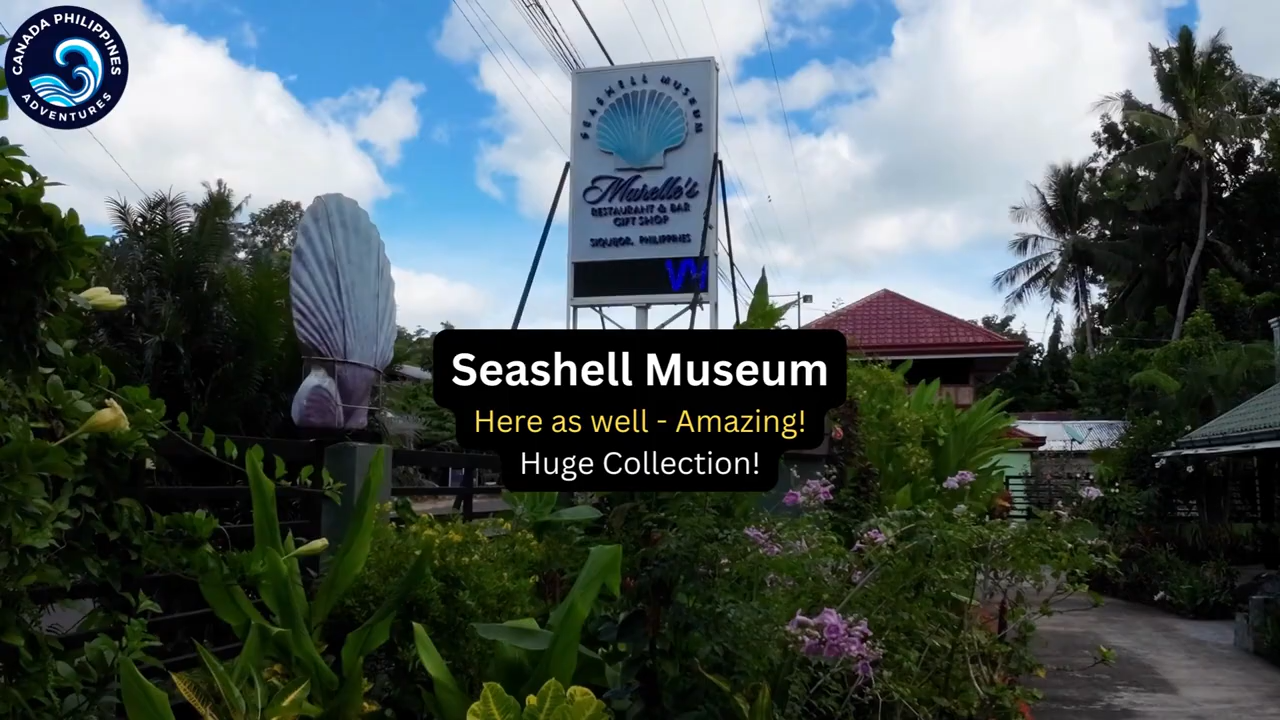 CANADA PHILIPPINES
ADVENTURES
SEASHELL MUSEUM
Murelle's
RESTAURANT & BAR
GIFT SHOP
SIQUIJOR, PHILIPPINES
Seashell Museum
Here as well - Amazing!
Huge Collection!